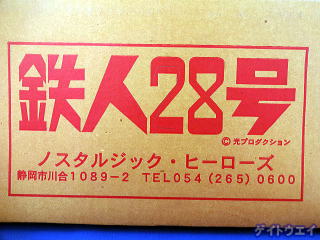 鉄人28号
©光プロダクション
ノスタルジック・ヒーローズ
静岡市川合1089-2 TEL054(265)0600
ゲイトウエイ